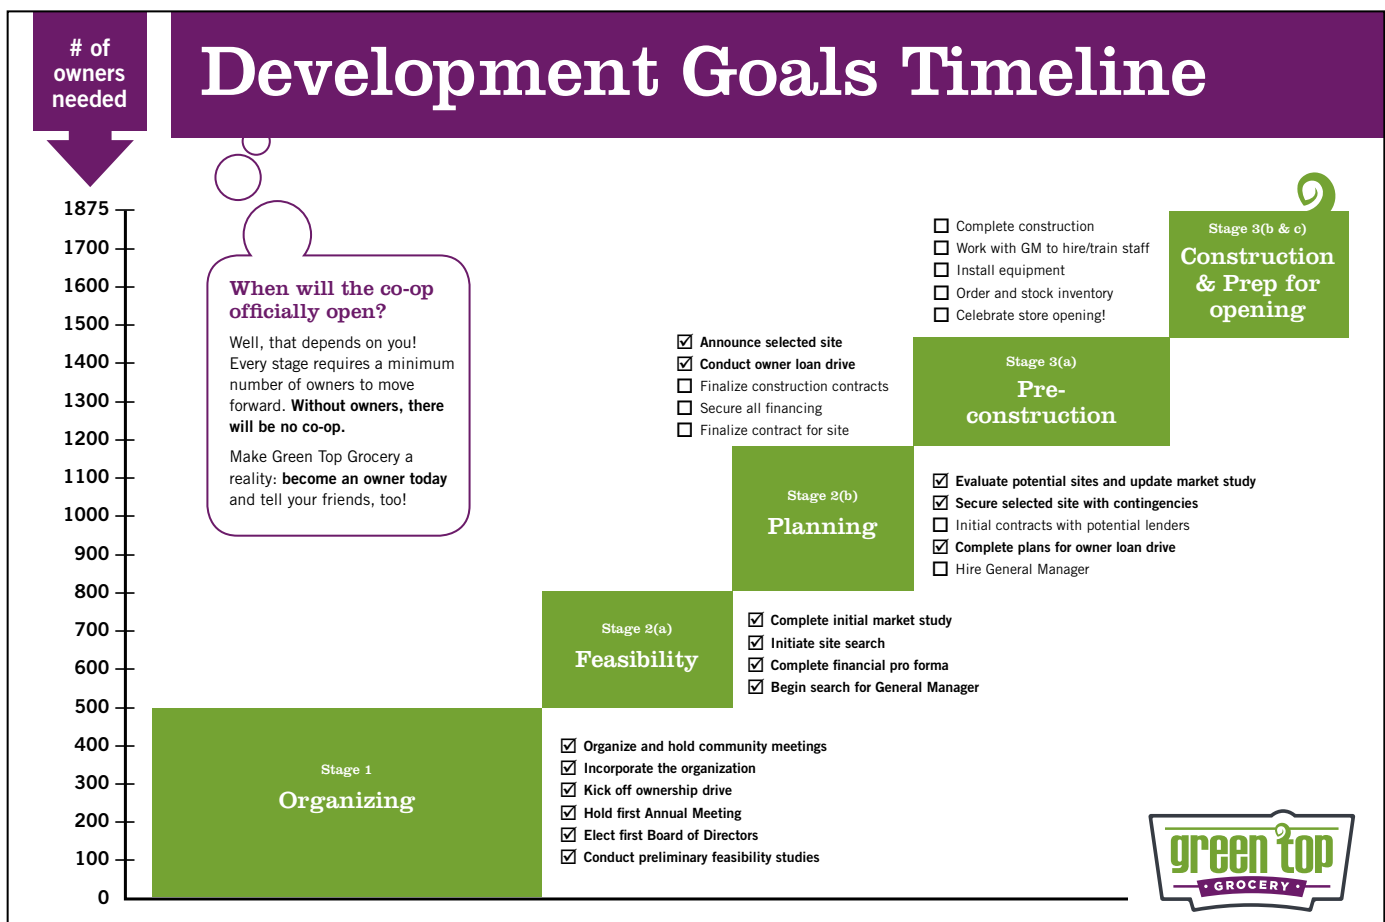 # of
owners
needed
Development Goals Timeline
1875
1700
1600
1500
1400
1300
1200
1100
1000
900
800
700
600
500
400
300
200
100
0
When will the co-op
officially open?
Well, that depends on you!
Every stage requires a minimum
number of owners to move
forward. Without owners, there
will be no co-op.
Make Green Top Grocery a
reality: become an owner today
and tell your friends, too!
Complete construction
Work with GM to hire/train staff
Install equipment
Order and stock inventory
Celebrate store opening!
Stage 3(b & c)
Construction
& Prep for
opening
Announce selected site
Conduct owner loan drive
Finalize construction contracts
Secure all financing
Finalize contract for site
Stage 3(a)
Pre-
construction
Stage 2(b)
Planning
Evaluate potential sites and update market study
Secure selected site with contingencies
Initial contracts with potential lenders
Complete plans for owner loan drive
Hire General Manager
Stage 2(a)
Feasibility
Complete initial market study
Initiate site search
Complete financial pro forma
Begin search for General Manager
Stage 1
Organizing
Organize and hold community meetings
Incorporate the organization
Kick off ownership drive
Hold first Annual Meeting
Elect first Board of Directors
Conduct preliminary feasibility studies
green top
GROCERY